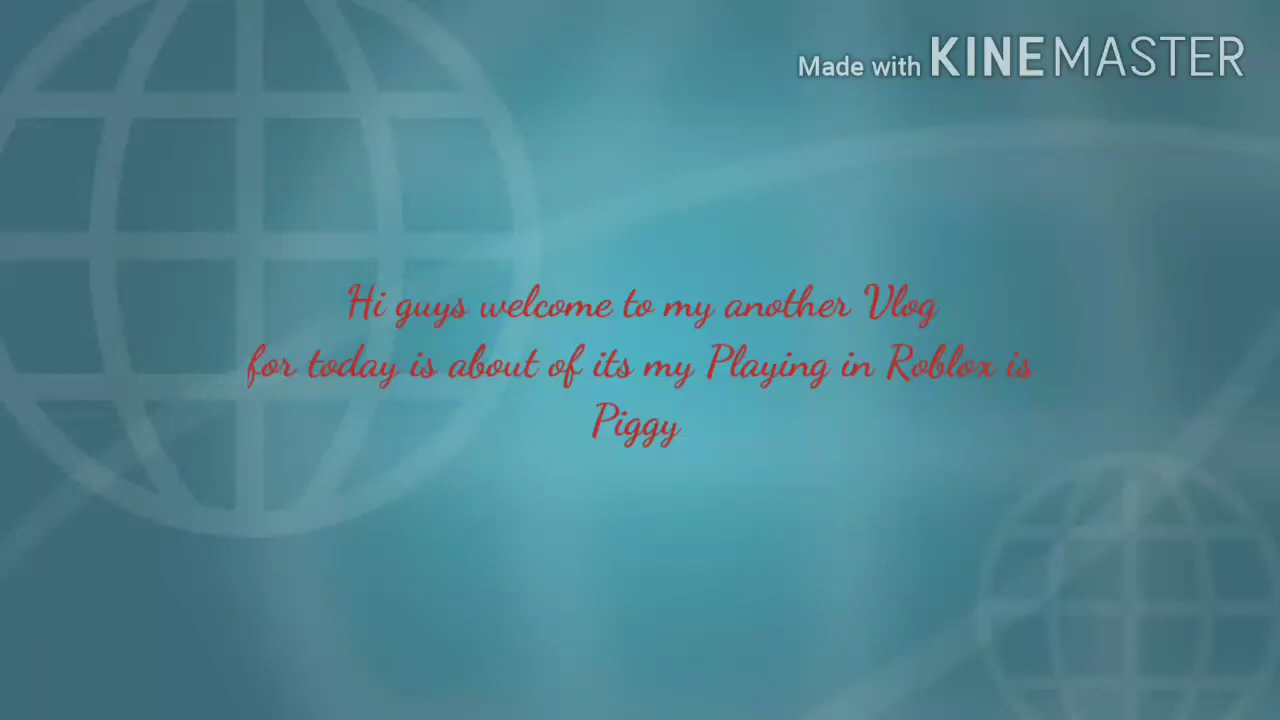 Made with KINEMASTER
Hi guys welcome to my another Vlog
for today is about of its my Playing in Roblox is
Piggy